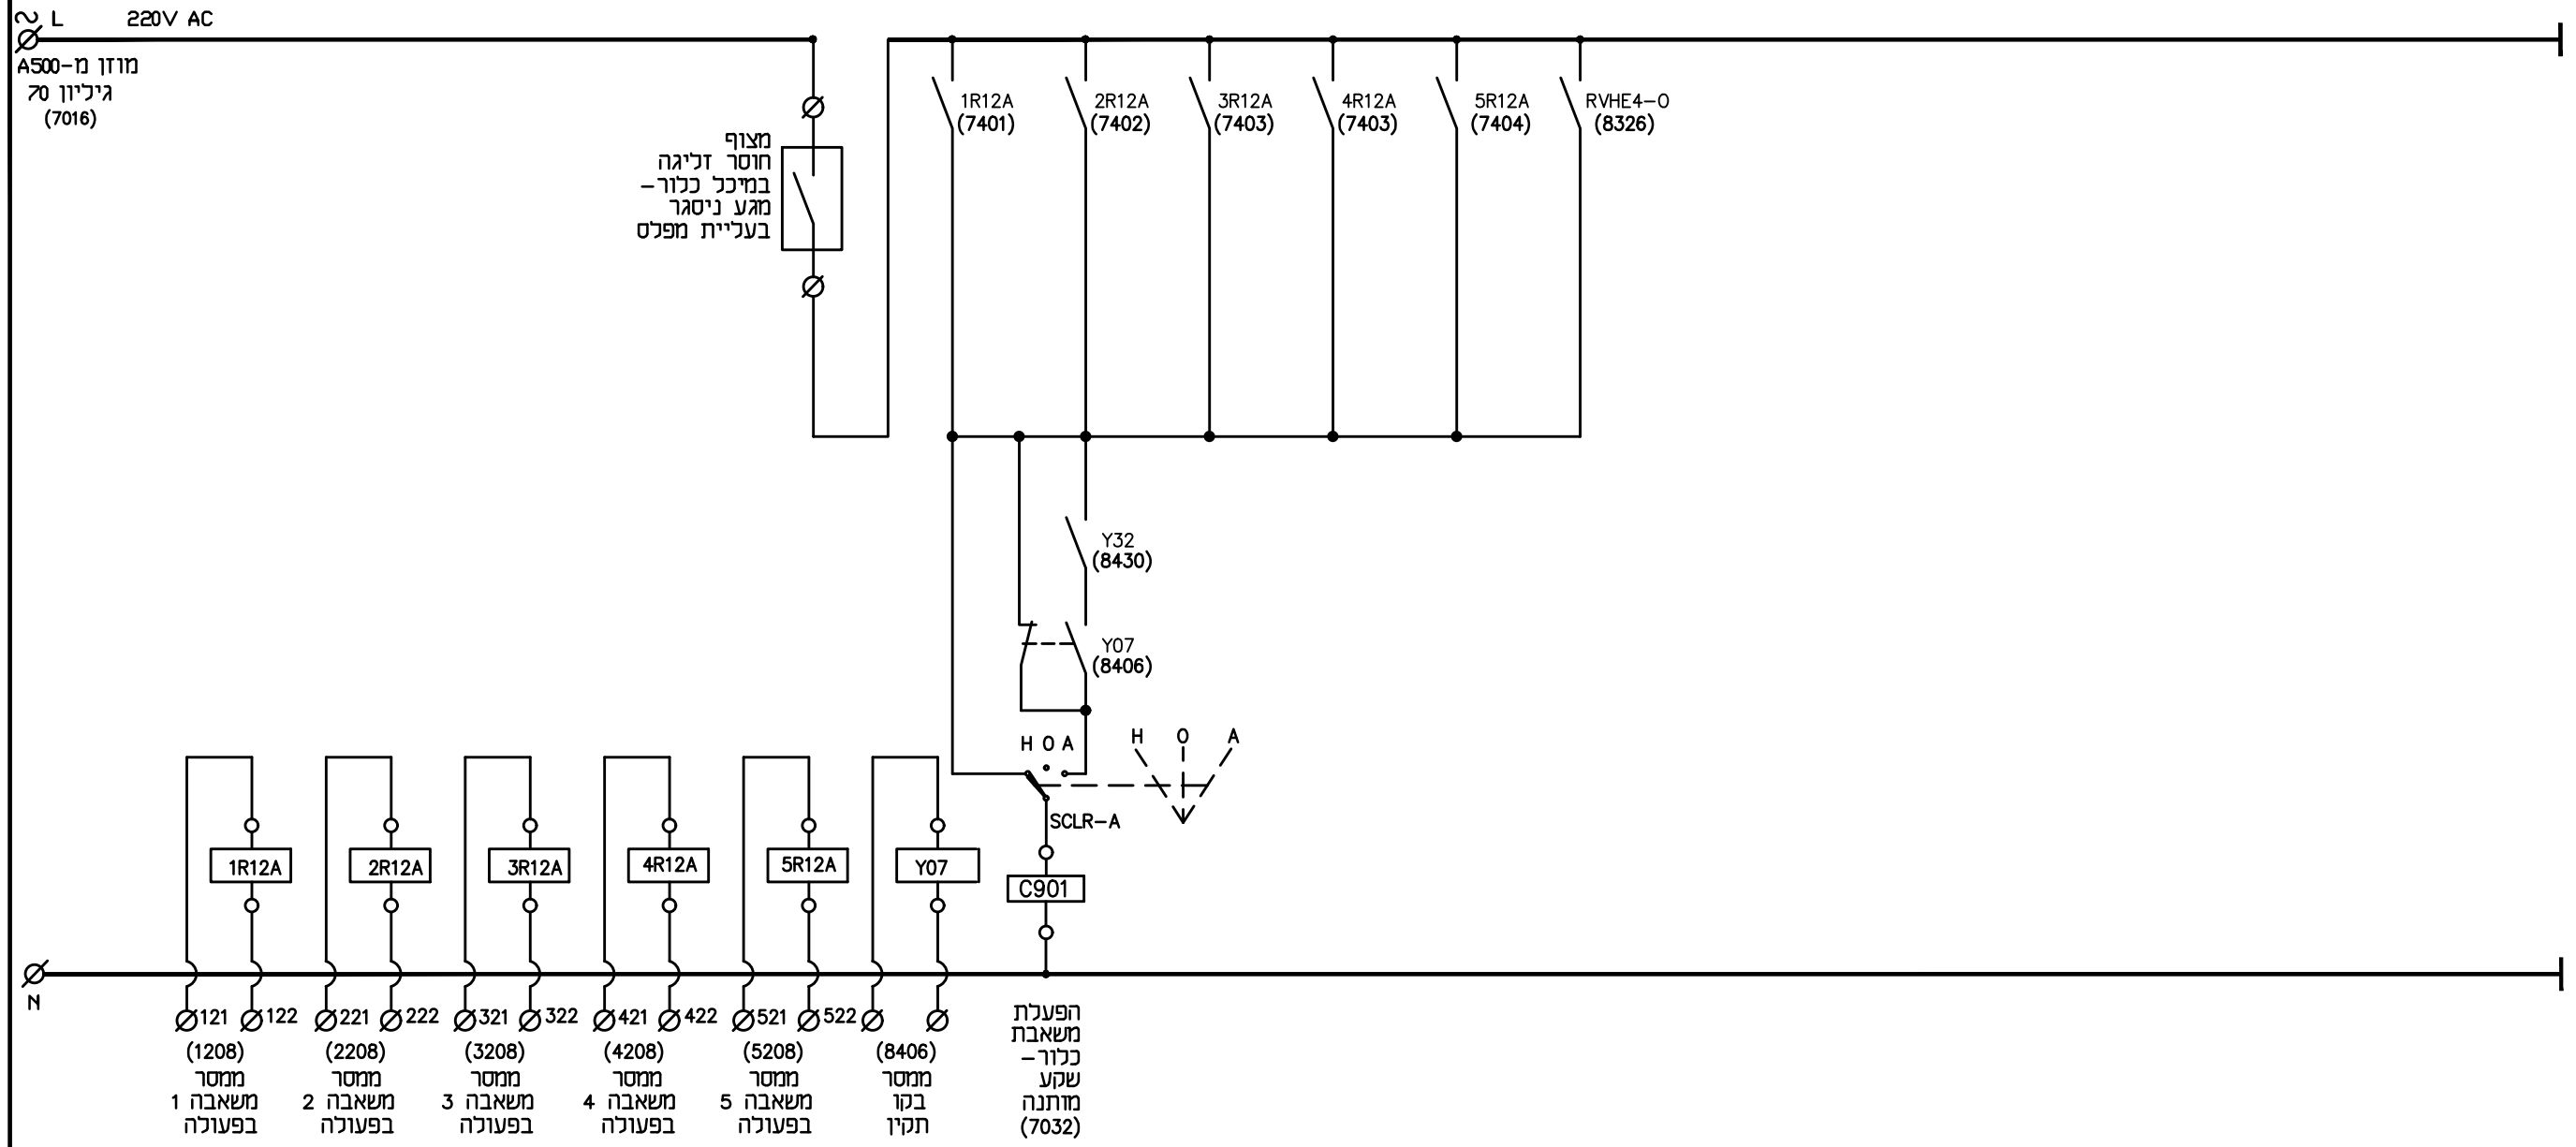 L 220V AC
מוזן מ-A500
גיליון 70
(7016)
מצוף
חוסר זליגה
במיכל כלור-
מגע ניסגר
בעליית מפלס
1R12A
(7401)
2R12A
(7402)
3R12A
(7403)
4R12A
(7403)
5R12A
(7404)
RVHE4-O
(8326)
Y32
(8430)
Y07
(8406)
H O A
H O A
SCLR-A
1R12A
2R12A
3R12A
4R12A
5R12A
Y07
C901
N
121 122
221 222
321 322
421 422
521 522
(1208)
ממסר
משאבה 1
בפעולה
(2208)
ממסר
משאבה 2
בפעולה
(3208)
ממסר
משאבה 3
בפעולה
(4208)
ממסר
משאבה 4
בפעולה
(5208)
ממסר
משאבה 5
בפעולה
(8406)
ממסר
בקו
תקין
הפעלת
משאבת
כלור-
שקע
מותנה
(7032)